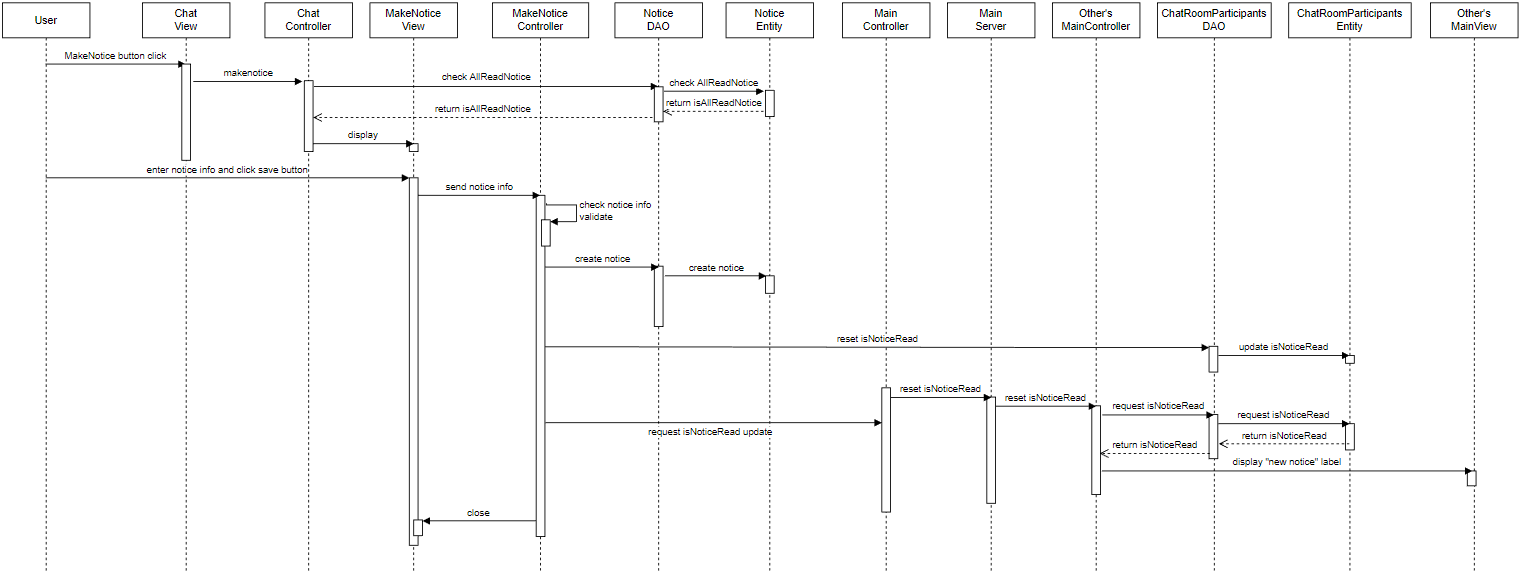 User
Chat
View
Chat
Controller
MakeNotice
View
MakeNotice
Controller
Notice
DAO
Notice
Entity
Main
Controller
Main
Server
Other's
MainController
ChatRoomParticipants
DAO
ChatRoomParticipants
Entity
Other's
MainView
MakeNotice button click
makenotice
check AllReadNotice
check AllReadNotice
return isAllReadNotice
return isAllReadNotice
display
enter notice info and click save button
send notice info
check notice info
validate
create notice
create notice
reset isNoticeRead
update isNoticeRead
reset isNoticeRead
reset isNoticeRead
request isNoticeRead
request isNoticeRead
request isNoticeRead update
return isNoticeRead
return isNoticeRead
display "new notice" label
close